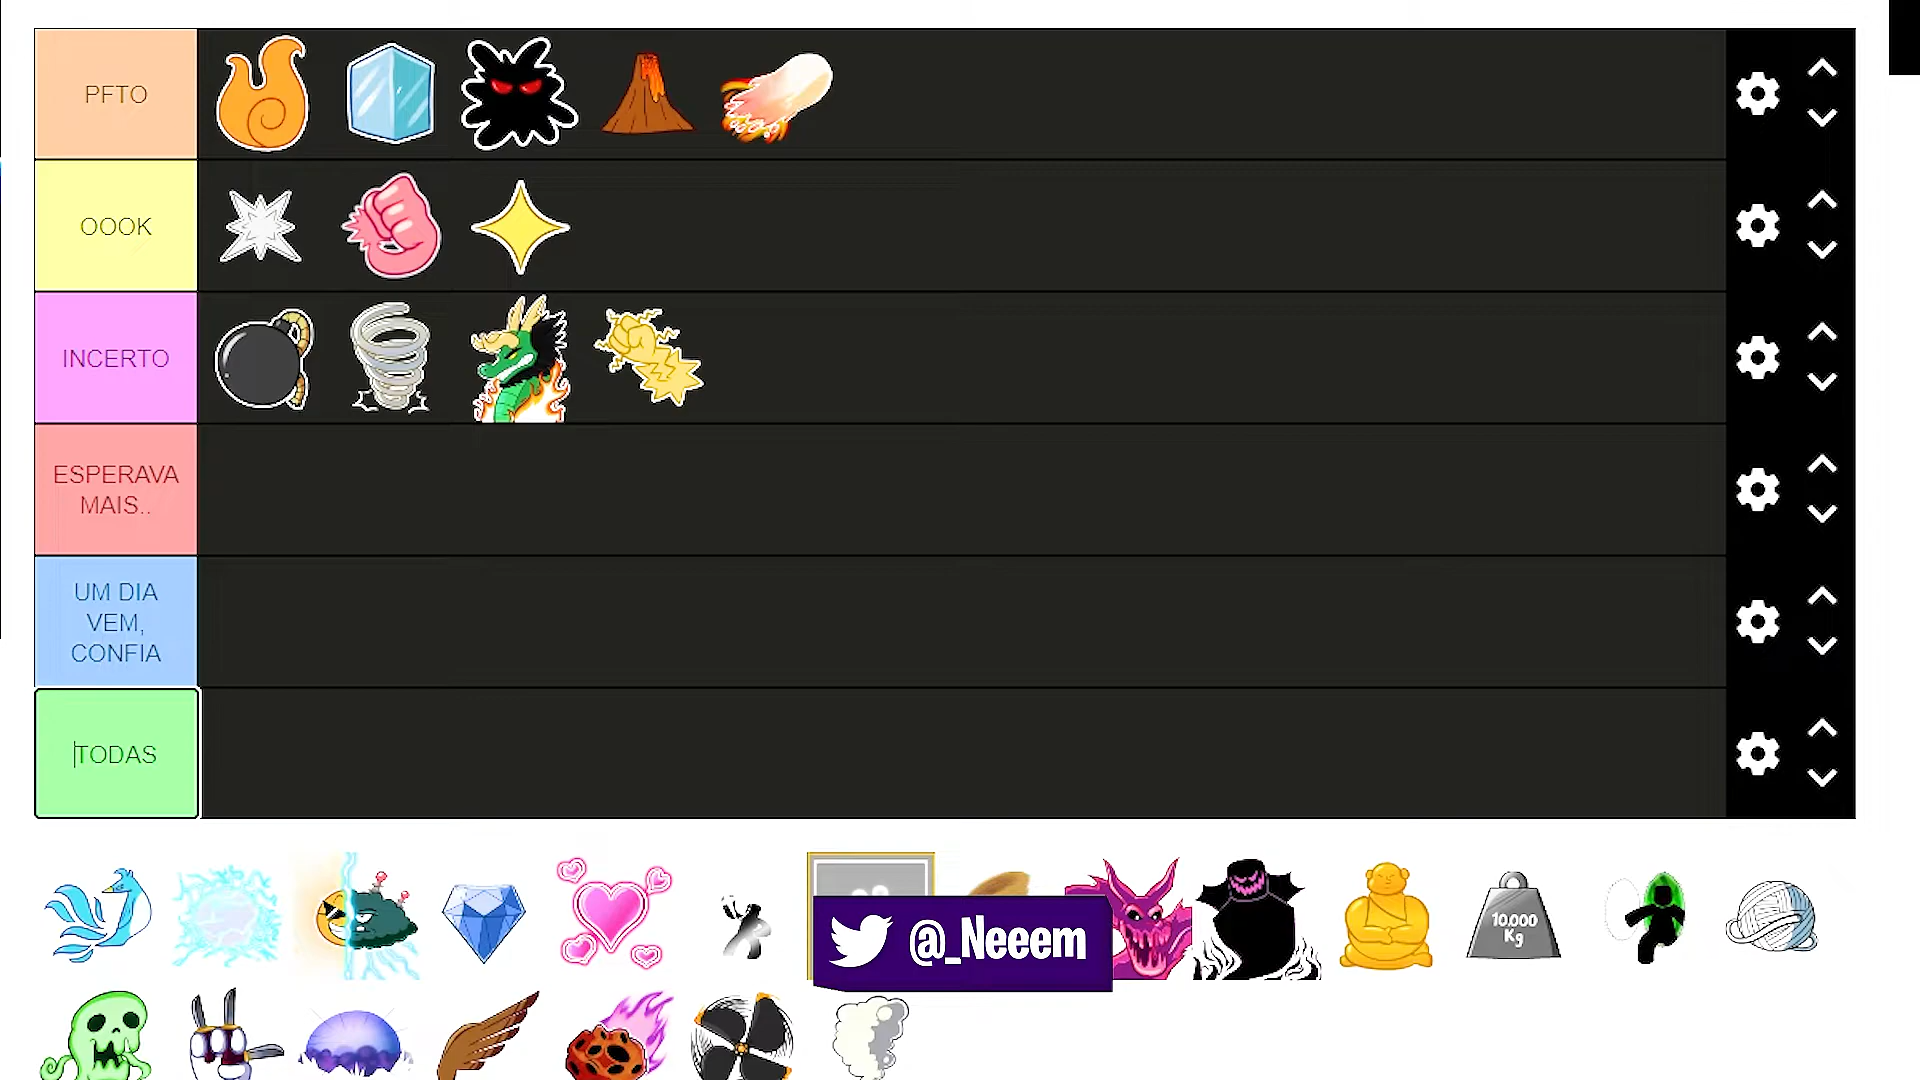 PFTO
OOOK
INCERTO
ESPERAVA
MAIS..
UM DIA
VEM,
CONFIA
TODAS
@_Neeem
10,000
Kg